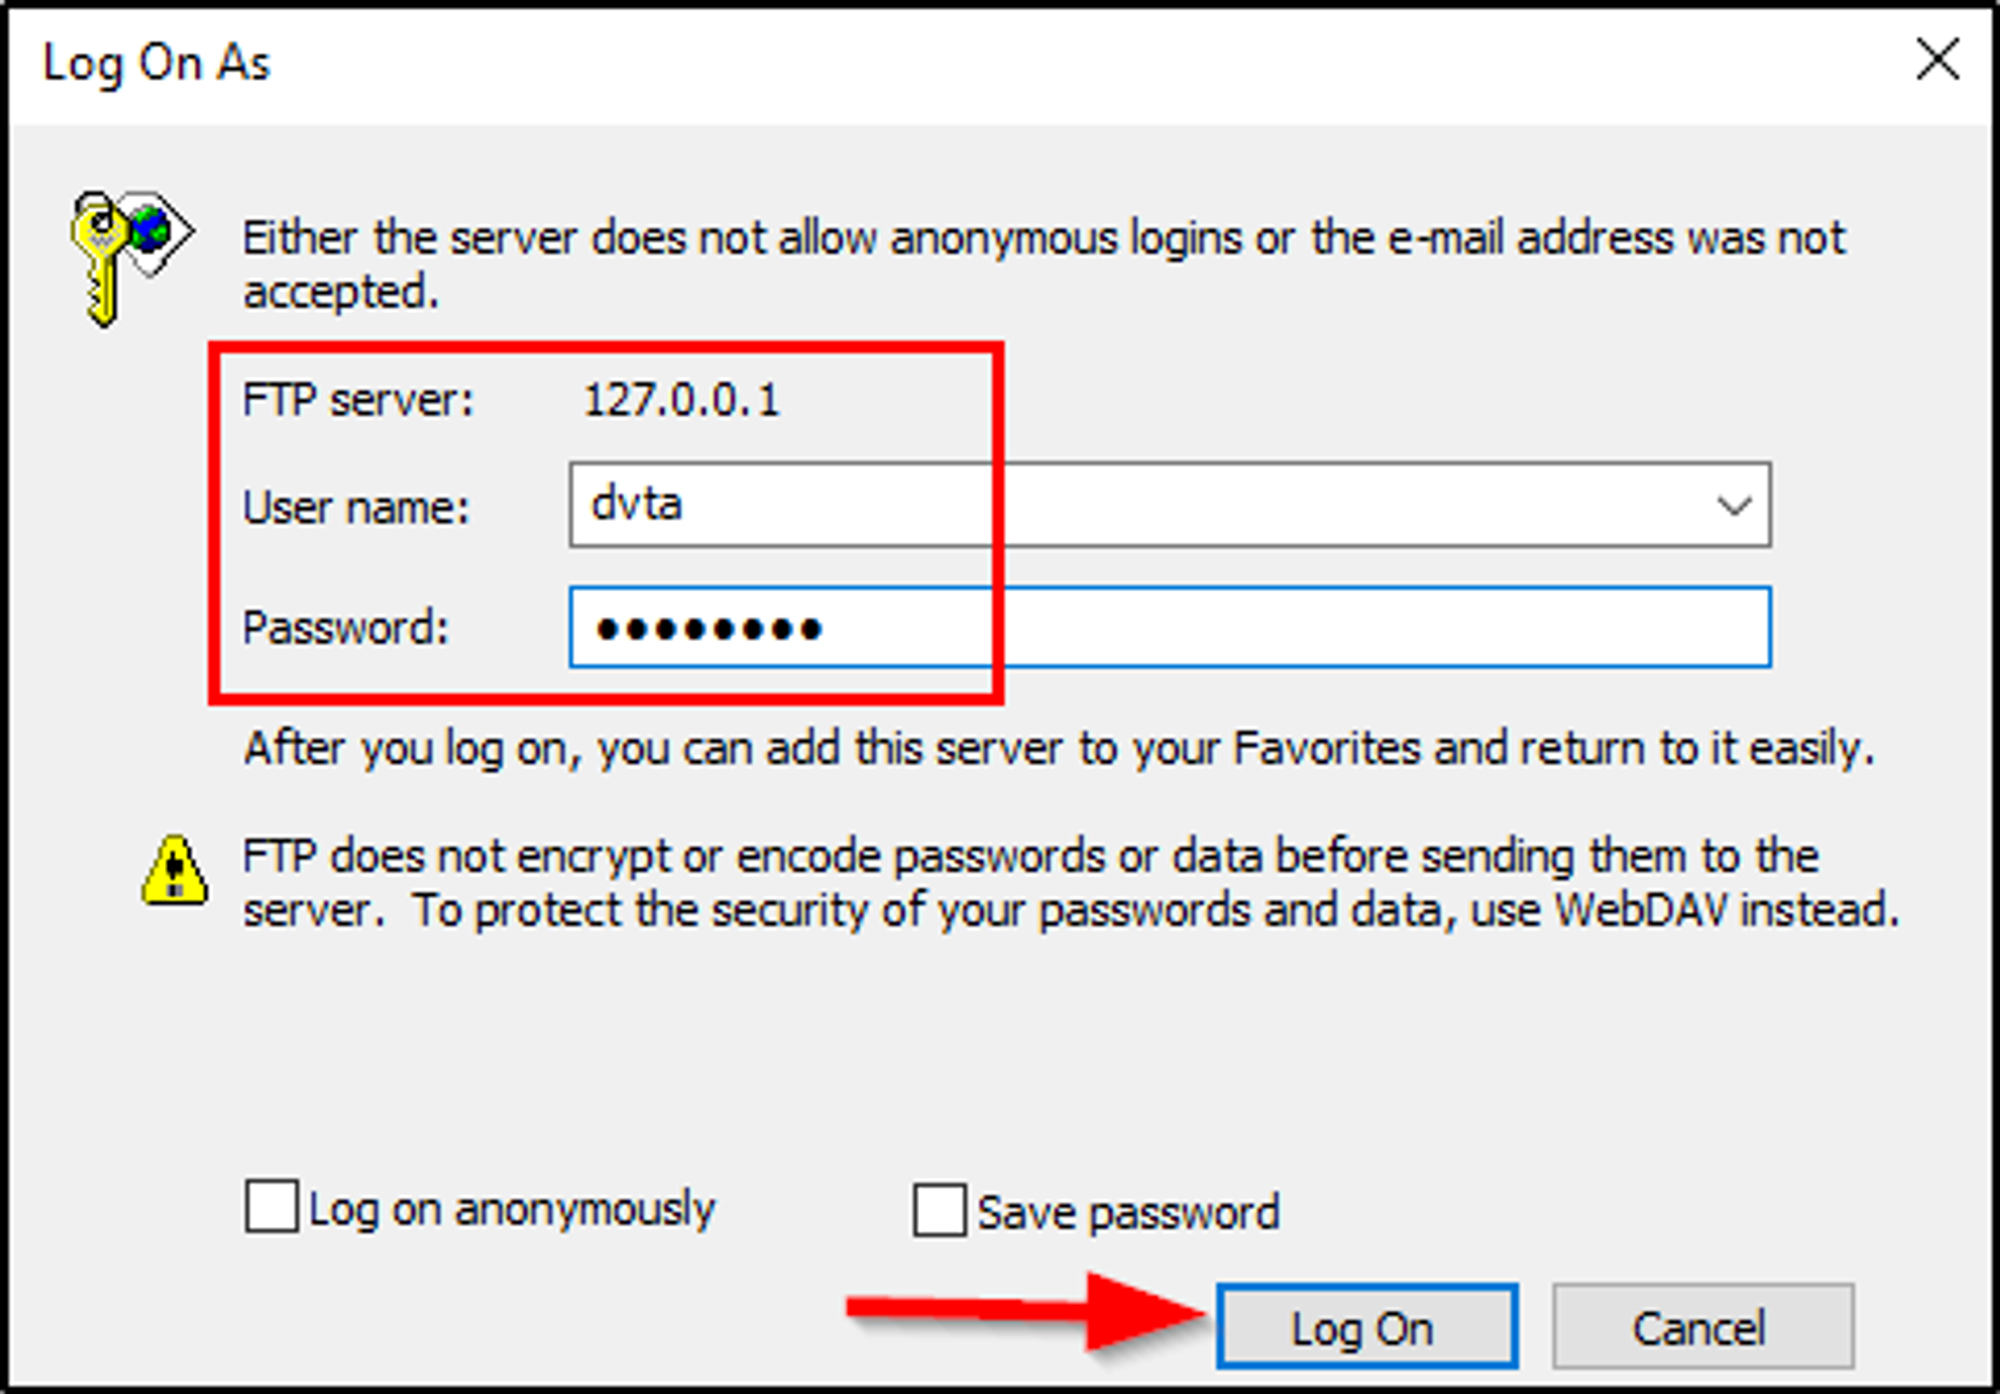 Log On As
Either the server does not allow anonymous logins or the e-mail address was not
accepted.
FTP server: 127.0.0.1
User name: dvta
Password: ●●●●●●●●
After you log on, you can add this server to your Favorites and return to it easily.
FTP does not encrypt or encode passwords or data before sending them to the
server.  To protect the security of your passwords and data, use WebDAV instead.
Log on anonymously Save password
Log On Cancel